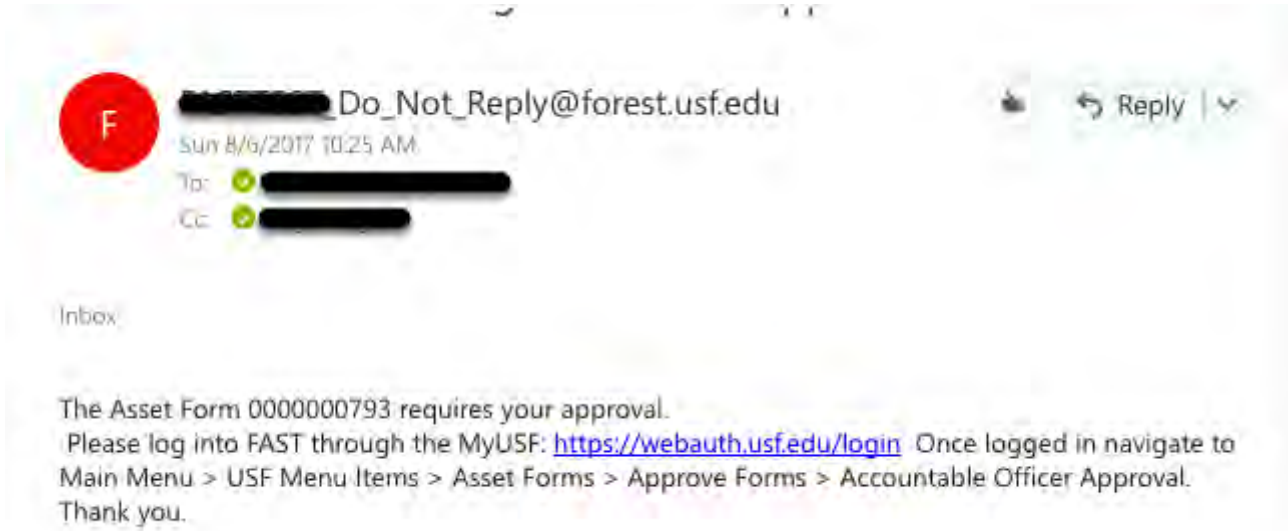 F
_Do_Not_Reply@forest.usf.edu
Reply
Sun 8/6/2017 10:25 AM
To:
Cc:
Inbox
The Asset Form 0000000793 requires your approval.
Please log into FAST through the MyUSF: https://webauth.usf.edu/login Once logged in navigate to
Main Menu > USF Menu Items > Asset Forms > Approve Forms > Accountable Officer Approval.
Thank you.